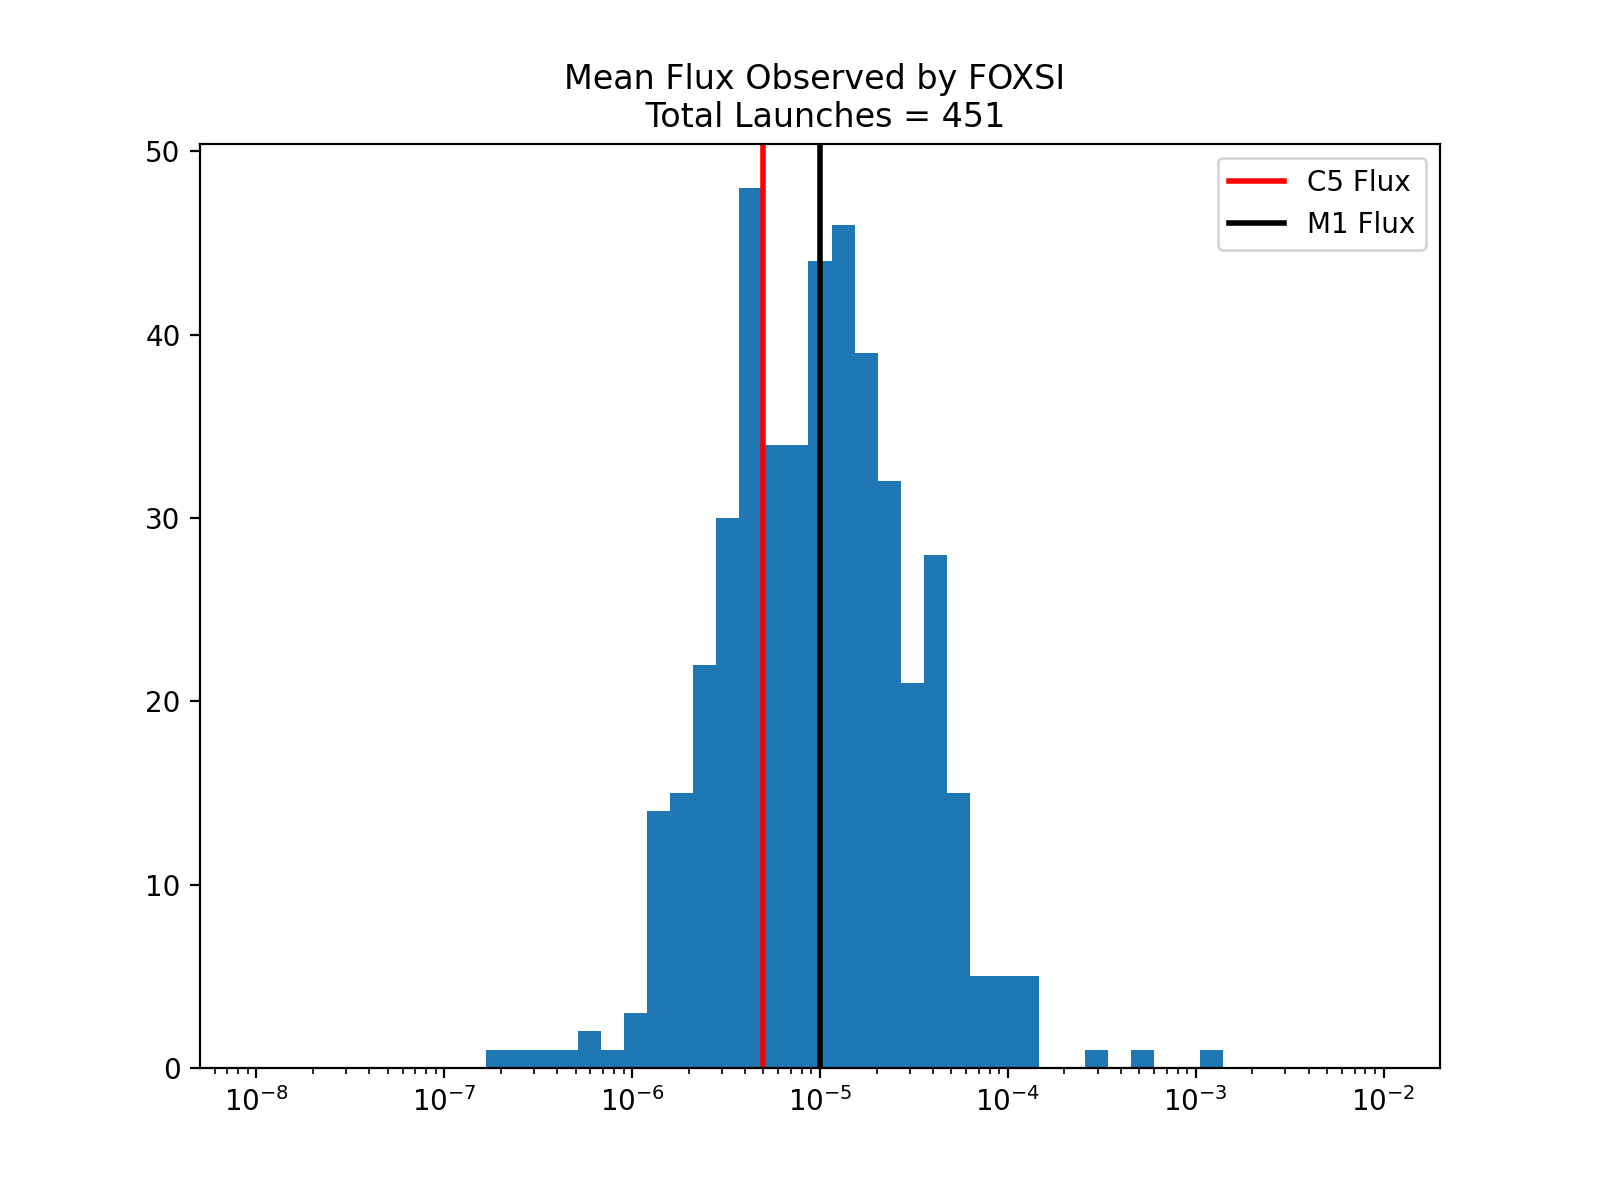 Mean Flux Observed by FOXSI
Total Launches = 451
C5 Flux
M1 Flux
50
40
30
20
10
0
10⁻⁸ 10⁻⁷ 10⁻⁶ 10⁻⁵ 10⁻⁴ 10⁻³ 10⁻²